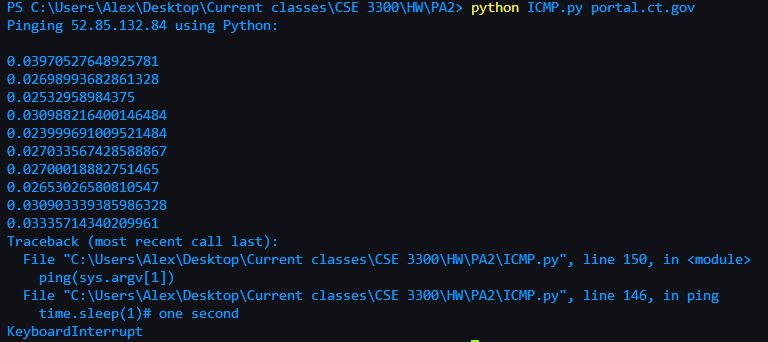 PS C:\Users\Alex\Desktop\Current classes\CSE 3300\HW\PA2> python ICMP.py portal.ct.gov
Pinging 52.85.132.84 using Python:
0.03970527648925781
0.02698993682861328
0.02532958984375
0.030988216400146484
0.023999691009521484
0.027033567428588867
0.02700018882751465
0.02653026580810547
0.030903339385986328
0.03335714340209961
Traceback (most recent call last):
File "C:\Users\Alex\Desktop\Current classes\CSE 3300\HW\PA2\ICMP.py", line 150, in <module>
ping(sys.argv[1])
File "C:\Users\Alex\Desktop\Current classes\CSE 3300\HW\PA2\ICMP.py", line 146, in ping
time.sleep(1)# one second
KeyboardInterrupt